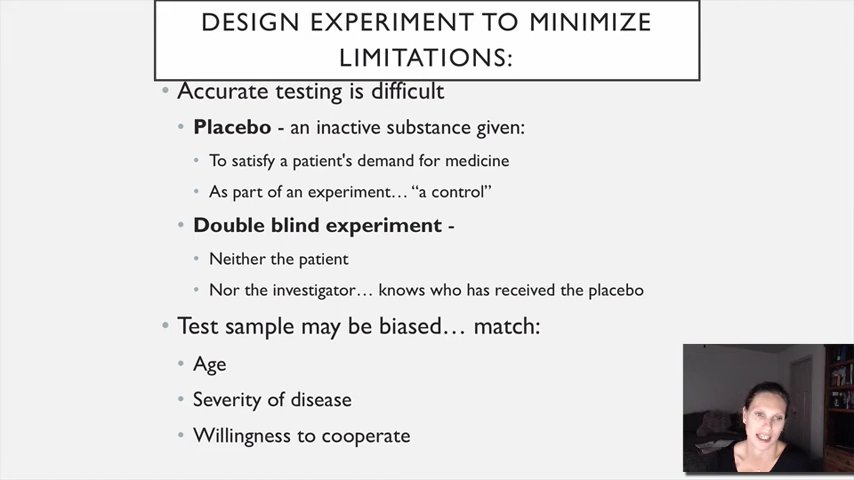 DESIGN EXPERIMENT TO MINIMIZE
LIMITATIONS:
• Accurate testing is difficult
• Placebo - an inactive substance given:
• To satisfy a patient's demand for medicine
• As part of an experiment… “a control”
• Double blind experiment -
• Neither the patient
• Nor the investigator… knows who has received the placebo
• Test sample may be biased… match:
• Age
• Severity of disease
• Willingness to cooperate